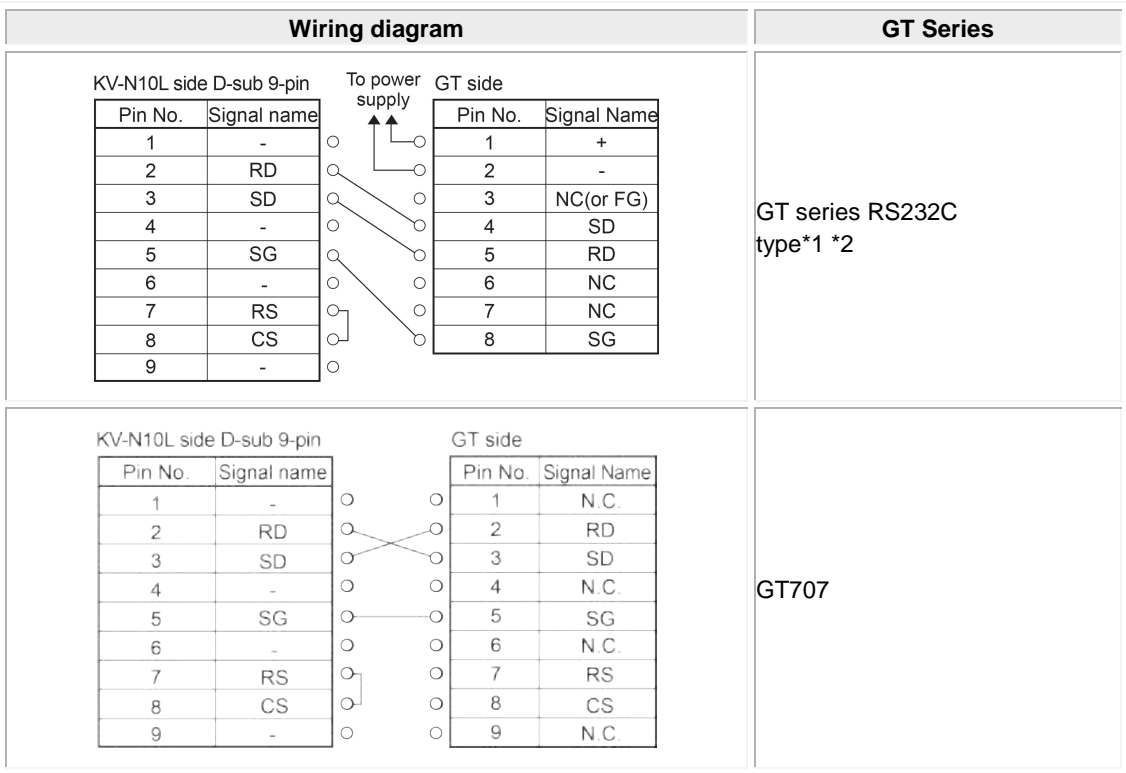 Wiring diagram GT Series
KV-N10L side D-sub 9-pin To power supply GT side
Pin No. Signal name Pin No. Signal Name
1 - 1 +
2 RD 2 -
3 SD 3 NC(or FG)
4 - 4 SD
5 SG 5 RD
6 - 6 NC
7 RS 7 NC
8 CS 8 SG
9 -
GT series RS232C
type*1 *2
KV-N10L side D-sub 9-pin GT side
Pin No. Signal name Pin No. Signal Name
1 - 1 N.C.
2 RD 2 RD
3 SD 3 SD
4 - 4 N.C.
5 SG 5 SG
6 - 6 N.C.
7 RS 7 RS
8 CS 8 CS
9 - 9 N.C.
GT707